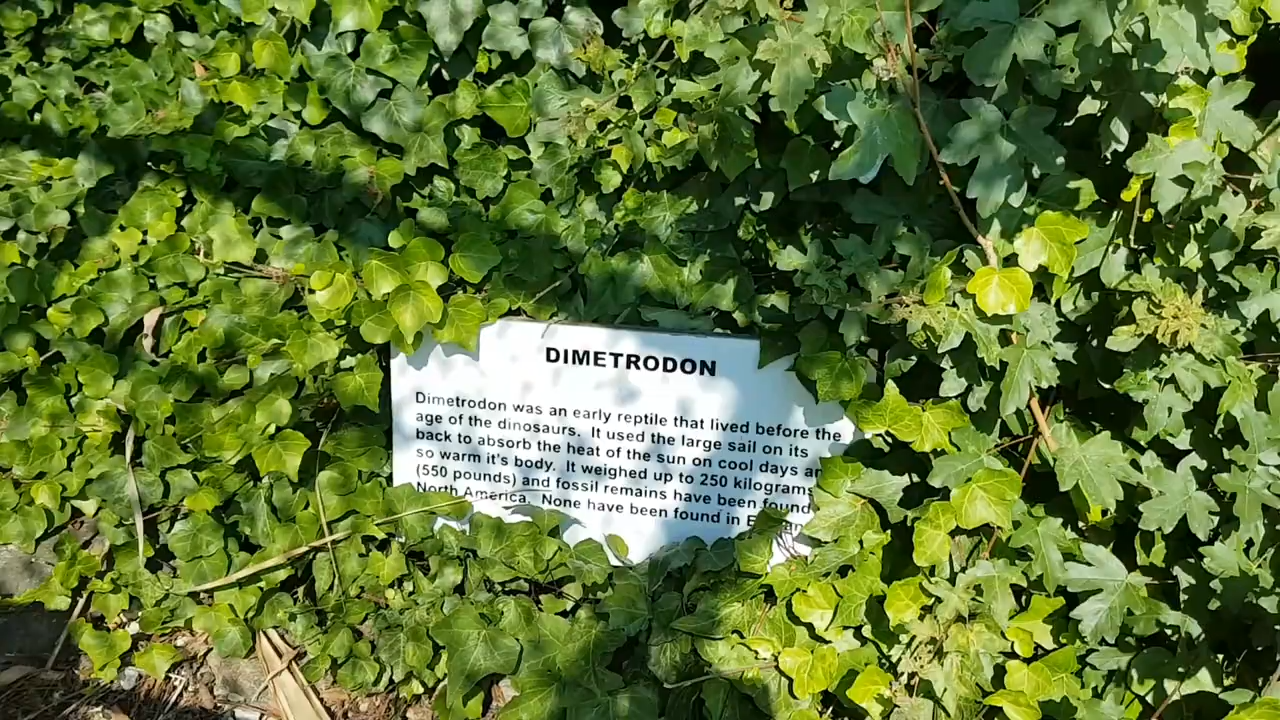 DIMETRODON
Dimetrodon was an early reptile that lived before the
age of the dinosaurs. It used the large sail on its
back to absorb the heat of the sun on cool days
so warm it's body. It weighed up to 250 kilograms
(550 pounds) and fossil remains have been found
North America. None have been found in